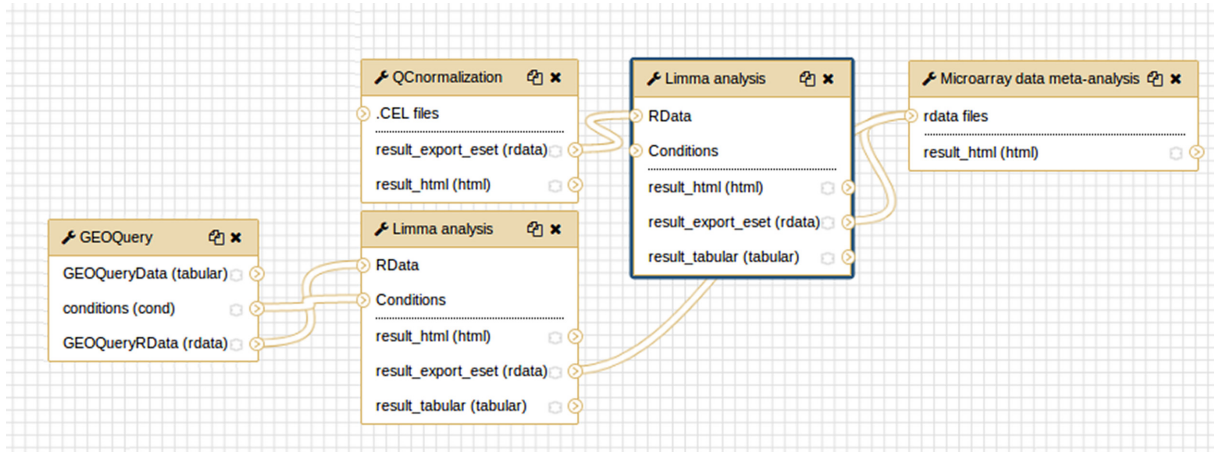 QCnormalization
.CEL files
result_export_eset (rdata)
result_html (html)
Limma analysis
RData
Conditions
result_html (html)
result_export_eset (rdata)
result_tabular (tabular)
Microarray data meta-analysis
rdata files
result_html (html)
GEOQuery
GEOQueryData (tabular)
conditions (cond)
GEOQueryRData (rdata)
Limma analysis
RData
Conditions
result_html (html)
result_export_eset (rdata)
result_tabular (tabular)